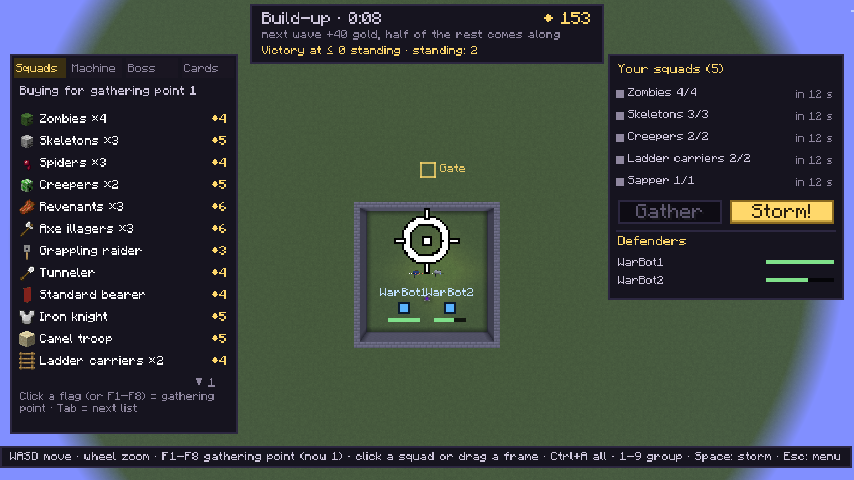 Build-up · 0:08
153
next wave +40 gold, half of the rest comes along
Victory at ≤ 0 standing · standing: 2
Squads Machine Boss Cards
Buying for gathering point 1
Zombies ×4 4
Skeletons ×3 5
Spiders ×3 4
Creepers ×2 5
Revenants ×3 6
Axe illagers ×3 6
Grappling raider 3
Tunneler 4
Standard bearer 4
Iron knight 5
Camel troop 5
Ladder carriers ×2 4
▼ 1
Click a flag (or F1-F8) = gathering
point · Tab = next list
Gate
WarBot1 WarBot2
Your squads (5)
Zombies 4/4 in 12 s
Skeletons 3/3 in 12 s
Creepers 2/2 in 12 s
Ladder carriers 2/2 in 12 s
Sapper 1/1 in 12 s
Gather Storm!
Defenders
WarBot1
WarBot2
WASD move · wheel zoom · F1-F8 gathering point (now 1) · click a squad or drag a frame · Ctrl+A all · 1-9 group · Space: storm · Esc: menu